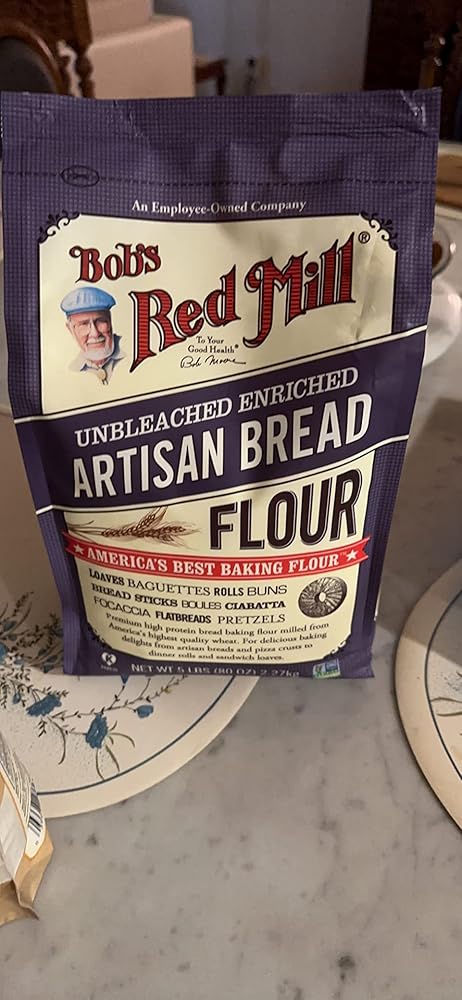 An Employee-Owned Company
Bob's
Red Mill®
To Your
Good Health®
Bob Moore
UNBLEACHED ENRICHED
ARTISAN BREAD
FLOUR
AMERICA'S BEST BAKING FLOUR™
LOAVES BAGUETTES ROLLS BUNS
BREAD STICKS BOULES CIABATTA
FOCACCIA FLATBREADS PRETZELS
Premium high protein bread baking flour milled from
America's highest quality wheat. For delicious baking
delights from artisan breads and pizza crusts to
dinner rolls and sandwich loaves.
K
NET WT 5 LBS (80 OZ) 2.27kg